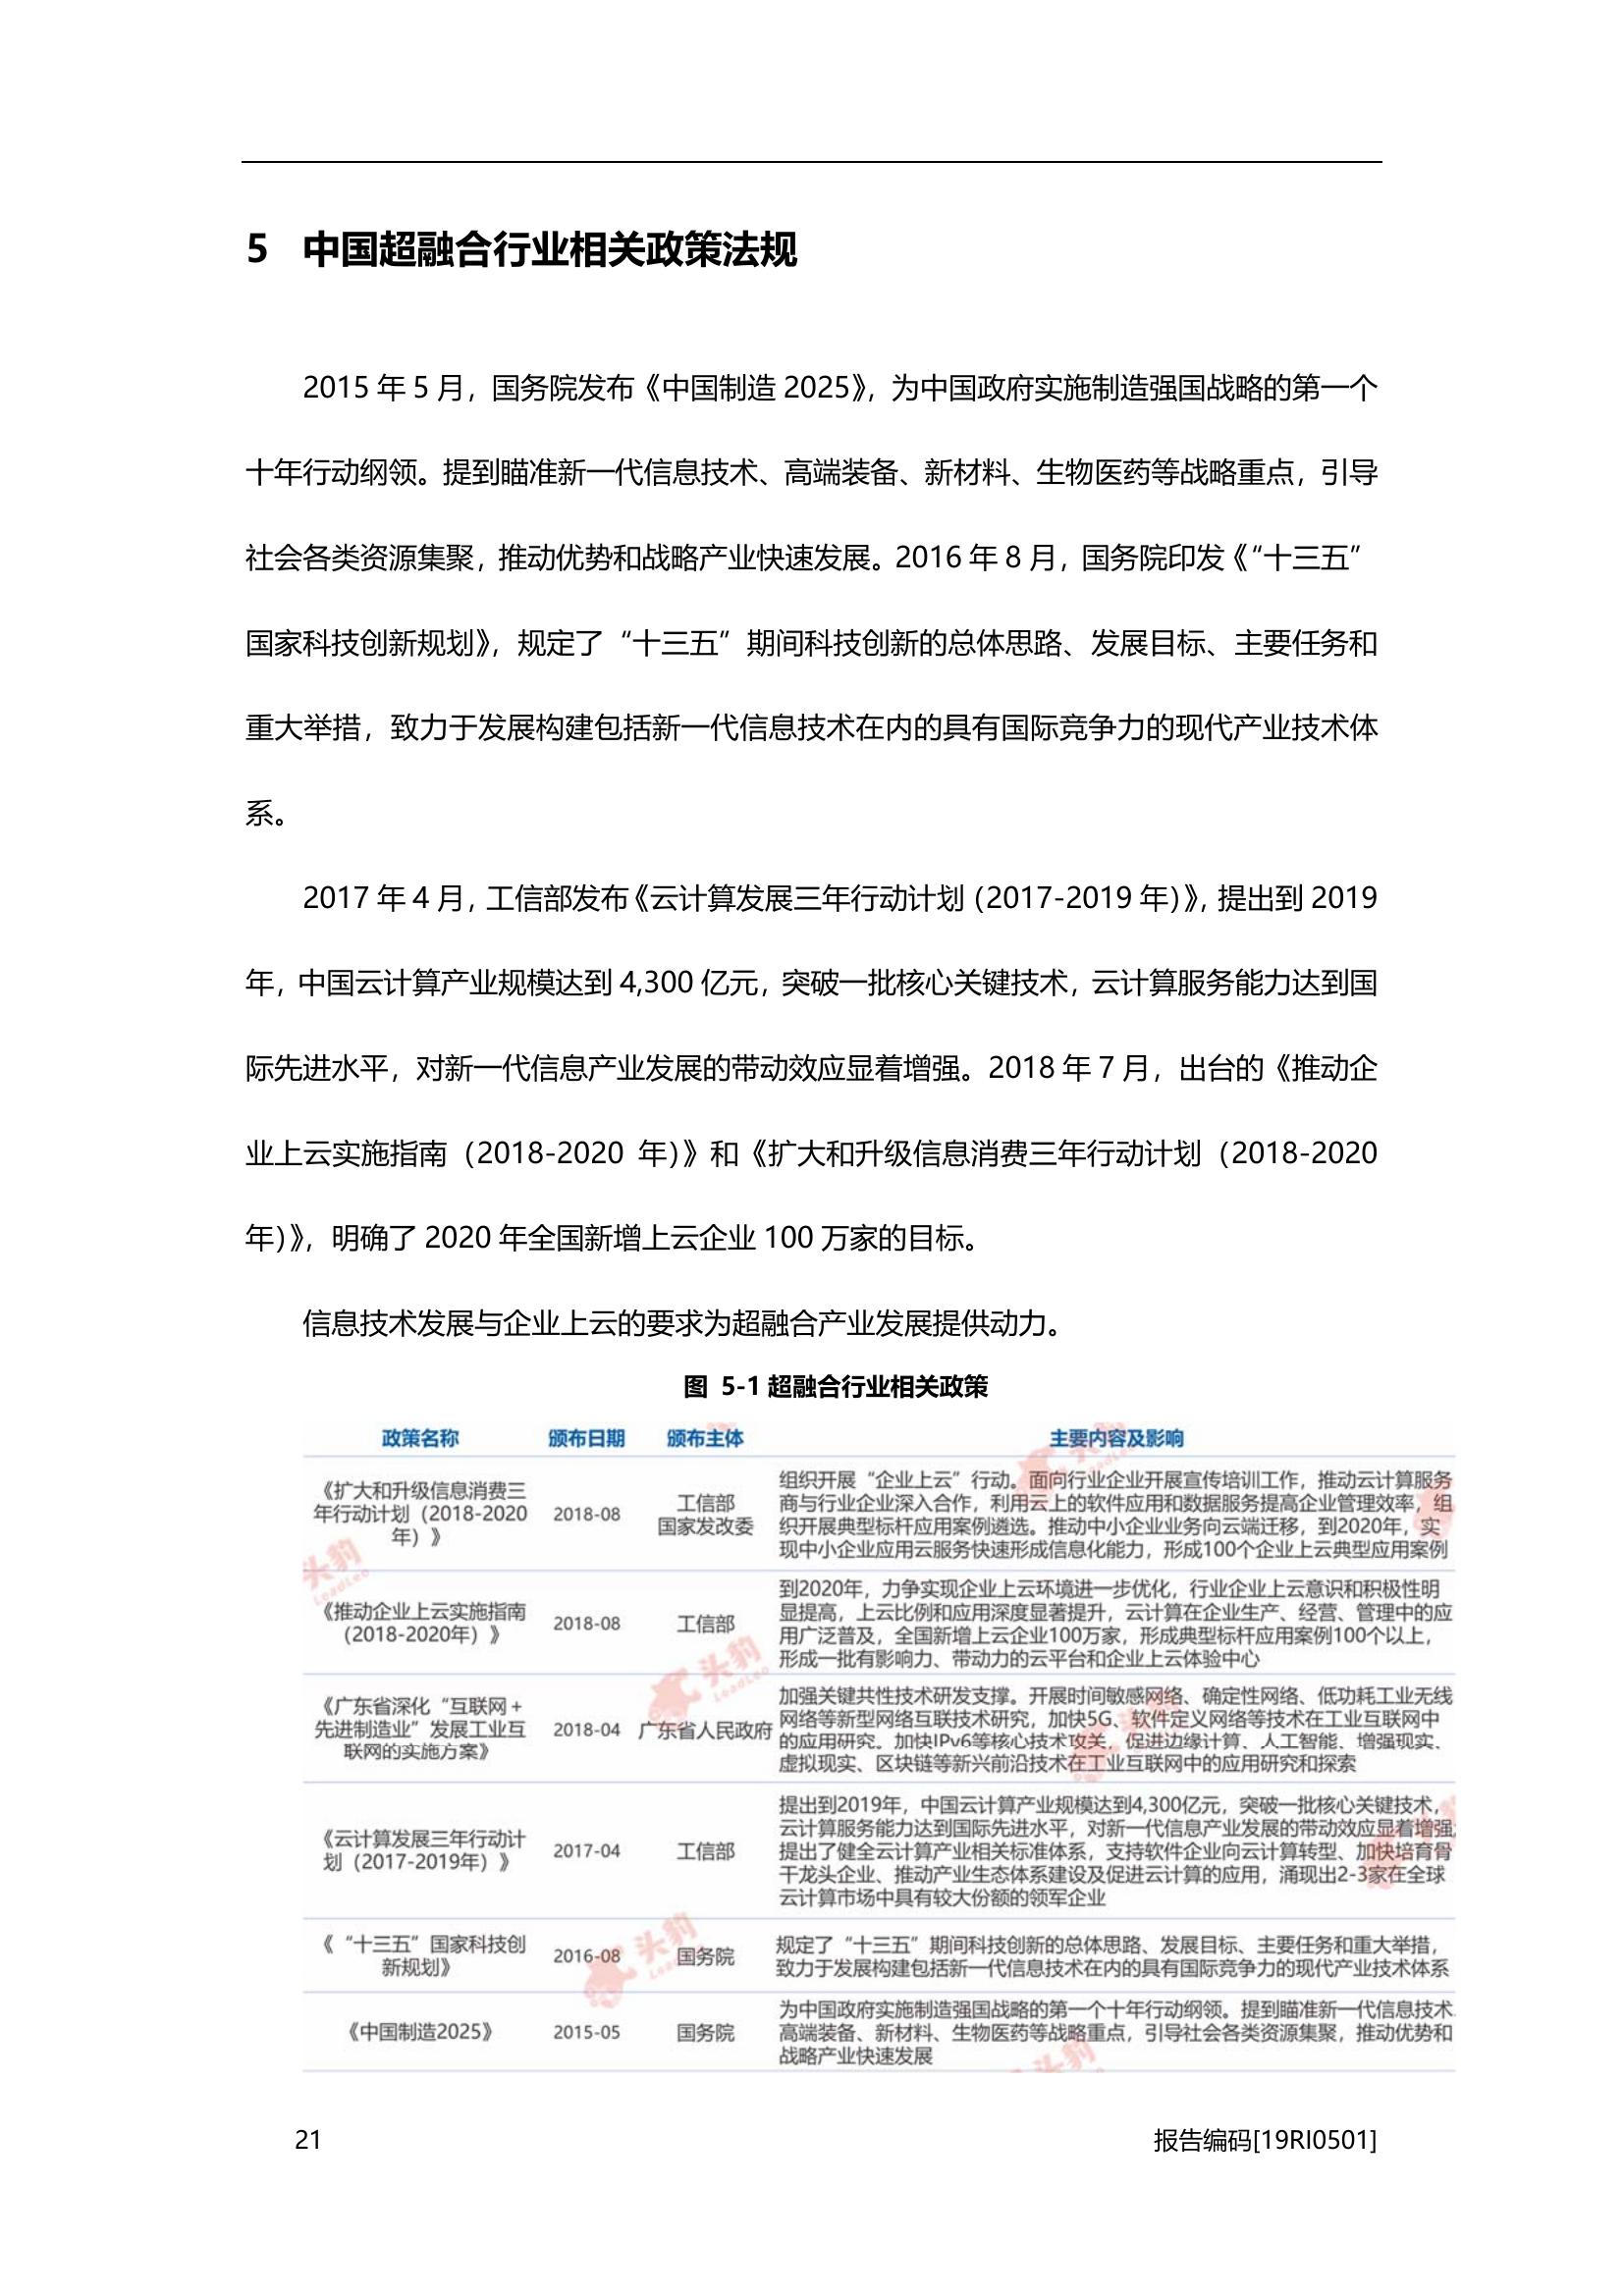 5 中国超融合行业相关政策法规
2015 年 5 月，国务院发布《中国制造 2025》，为中国政府实施制造强国战略的第一个
十年行动纲领。提到瞄准新一代信息技术、高端装备、新材料、生物医药等战略重点，引导
社会各类资源集聚，推动优势和战略产业快速发展。2016 年 8 月，国务院印发《“十三五”
国家科技创新规划》，规定了“十三五”期间科技创新的总体思路、发展目标、主要任务和
重大举措，致力于发展构建包括新一代信息技术在内的具有国际竞争力的现代产业技术体
系。
2017 年 4 月，工信部发布《云计算发展三年行动计划（2017-2019 年）》，提出到 2019
年，中国云计算产业规模达到 4,300 亿元，突破一批核心关键技术，云计算服务能力达到国
际先进水平，对新一代信息产业发展的带动效应显着增强。2018 年 7 月，出台的《推动企
业上云实施指南（2018-2020 年）》和《扩大和升级信息消费三年行动计划（2018-2020
年）》，明确了 2020 年全国新增上云企业 100 万家的目标。
信息技术发展与企业上云的要求为超融合产业发展提供动力。
图 5-1 超融合行业相关政策
政策名称 颁布日期 颁布主体 主要内容及影响
《扩大和升级信息消费三
年行动计划（2018-2020
年）》
2018-08
工信部
国家发改委
组织开展“企业上云”行动。面向行业企业开展宣传培训工作，推动云计算服务
商与行业企业深入合作，利用云上的软件应用和数据服务提高企业管理效率，组
织开展典型标杆应用案例遴选。推动中小企业业务向云端迁移，到2020年，实
现中小企业应用云服务快速形成信息化能力，形成100个企业上云典型应用案例
《推动企业上云实施指南
（2018-2020年）》
2018-08
工信部
到2020年，力争实现企业上云环境进一步优化，行业企业上云意识和积极性明
显提高，上云比例和应用深度显著提升，云计算在企业生产、经营、管理中的应
用广泛普及，全国新增上云企业100万家，形成典型标杆应用案例100个以上，
形成一批有影响力、带动力的云平台和企业上云体验中心
《广东省深化“互联网＋
先进制造业”发展工业互
联网的实施方案》
2018-04
广东省人民政府
加强关键共性技术研发支撑。开展时间敏感网络、确定性网络、低功耗工业无线
网络等新型网络互联技术研究，加快5G、软件定义网络等技术在工业互联网中
的应用研究。加快IPv6等核心技术攻关，促进边缘计算、人工智能、增强现实、
虚拟现实、区块链等新兴前沿技术在工业互联网中的应用研究和探索
《云计算发展三年行动计
划（2017-2019年）》
2017-04
工信部
提出到2019年，中国云计算产业规模达到4,300亿元，突破一批核心关键技术，
云计算服务能力达到国际先进水平，对新一代信息产业发展的带动效应显着增强
提出了健全云计算产业相关标准体系，支持软件企业向云计算转型、加快培育骨
干龙头企业、推动产业生态体系建设及促进云计算的应用，涌现出2-3家在全球
云计算市场中具有较大份额的领军企业
《“十三五”国家科技创
新规划》
2016-08
国务院
规定了“十三五”期间科技创新的总体思路、发展目标、主要任务和重大举措，
致力于发展构建包括新一代信息技术在内的具有国际竞争力的现代产业技术体系
《中国制造2025》
2015-05
国务院
为中国政府实施制造强国战略的第一个十年行动纲领。提到瞄准新一代信息技术
高端装备、新材料、生物医药等战略重点，引导社会各类资源集聚，推动优势和
战略产业快速发展
头豹
LeadLeo
21
报告编码[19RI0501]